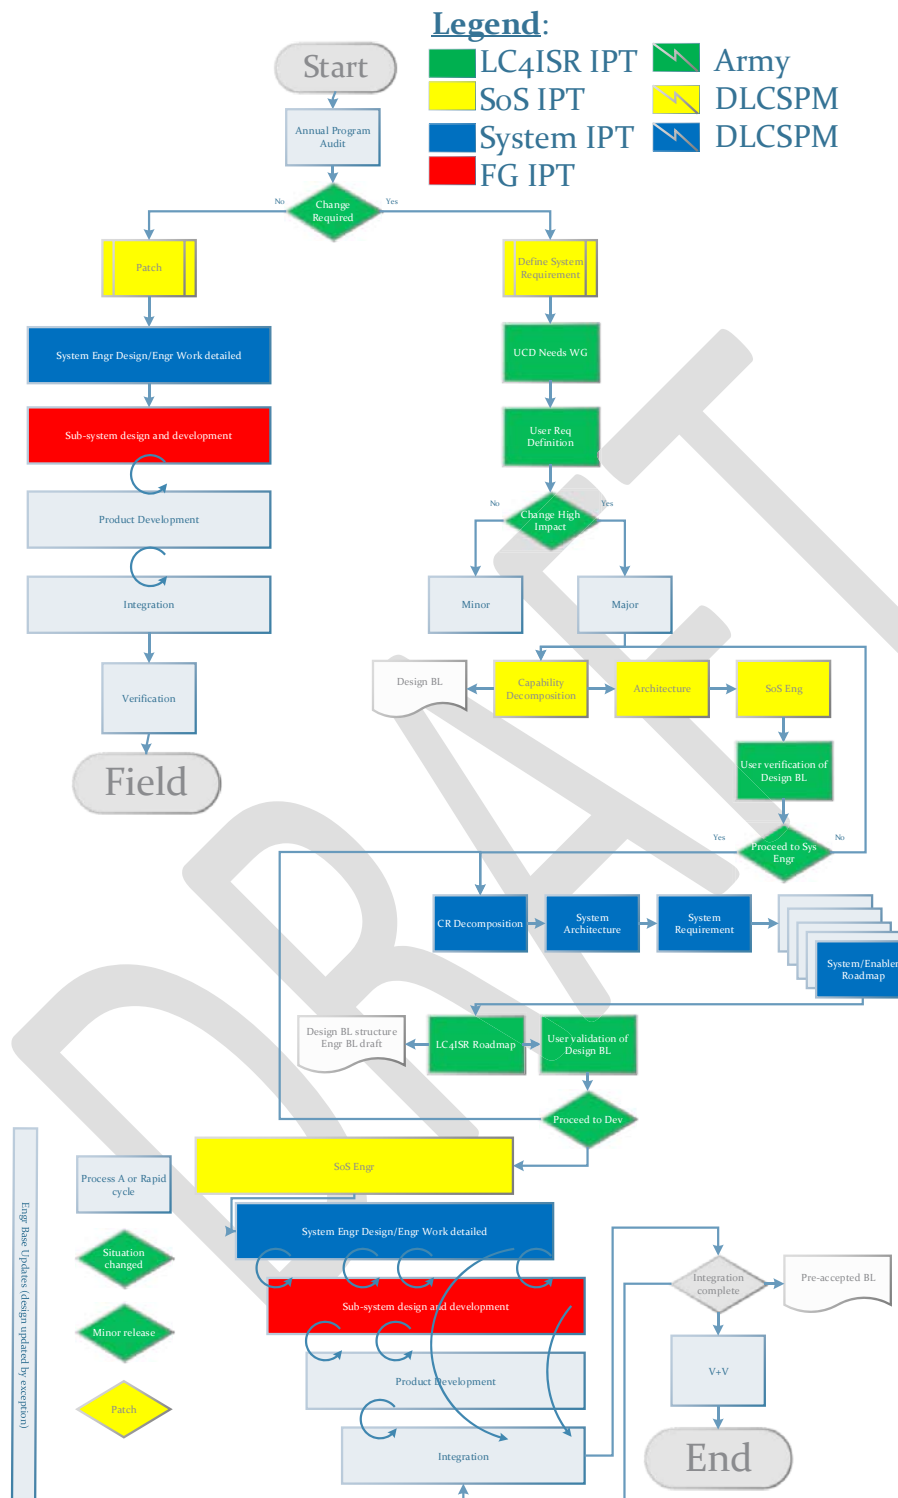 Legend:
LC4ISR IPT
Army
SoS IPT
DLCSPM
System IPT
DLCSPM
FG IPT
Start
Annual Program
Audit
No
Change
Required
Yes
Patch
Define System
Requirement
System Engr Design/Engr Work detailed
UCD Needs WG
Sub-system design and development
User Req
Definition
Product Development
No
Change High
Impact
Yes
Integration
Minor
Major
Verification
Design BL
Capability
Decomposition
Architecture
SoS Eng
Field
User verification of
Design BL
Yes
Proceed to Sys
Engr
No
CR Decomposition
System
Architecture
System
Requirement
System/Enabler
Roadmap
Design BL structure
Engr BL draft
LC4ISR Roadmap
User validation of
Design BL
Proceed to Dev
Engr Base Updates (design updated by exception)
Process A or Rapid
cycle
SoS Engr
System Engr Design/Engr Work detailed
Situation
changed
Integration
complete
Pre-accepted BL
Sub-system design and development
Minor release
Product Development
V+V
Patch
Integration
End
DRAFT